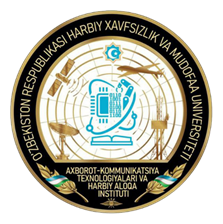 O'ZBEKISTON RESPUBLIKASI HARBIY XAVFSIZLIK VA MUDOFAA UNIVERSITETI
AXBOROT-KOMMUNIKATSIYA
TEXNOLOGIYALARI VA
HARBIY ALOQA
INSTITUTI